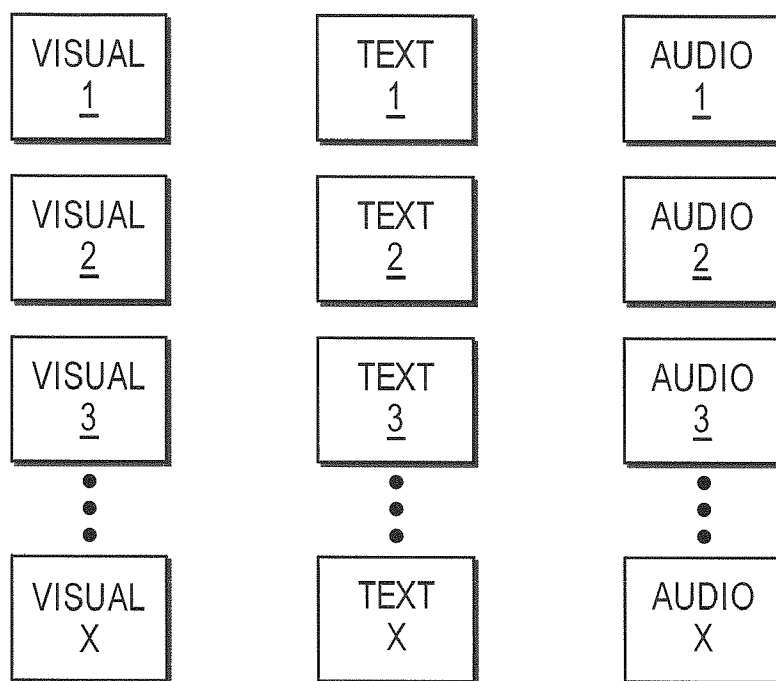 VISUAL
1
TEXT
1
AUDIO
1
VISUAL
2
TEXT
2
AUDIO
2
VISUAL
3
TEXT
3
AUDIO
3
VISUAL
X
TEXT
X
AUDIO
X